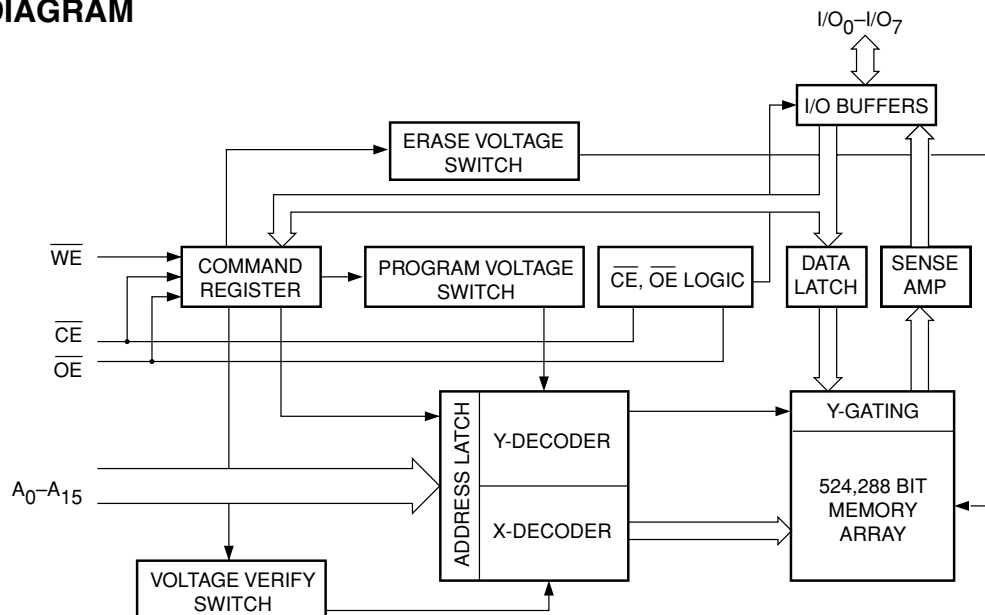 DIAGRAM
I/O0–I/O7
I/O BUFFERS
ERASE VOLTAGE
SWITCH
WE
COMMAND
REGISTER
PROGRAM VOLTAGE
SWITCH
CE, OE LOGIC
DATA
LATCH
SENSE
AMP
CE
OE
ADDRESS LATCH
Y-DECODER
Y-GATING
A0–A15
X-DECODER
524,288 BIT
MEMORY
ARRAY
VOLTAGE VERIFY
SWITCH